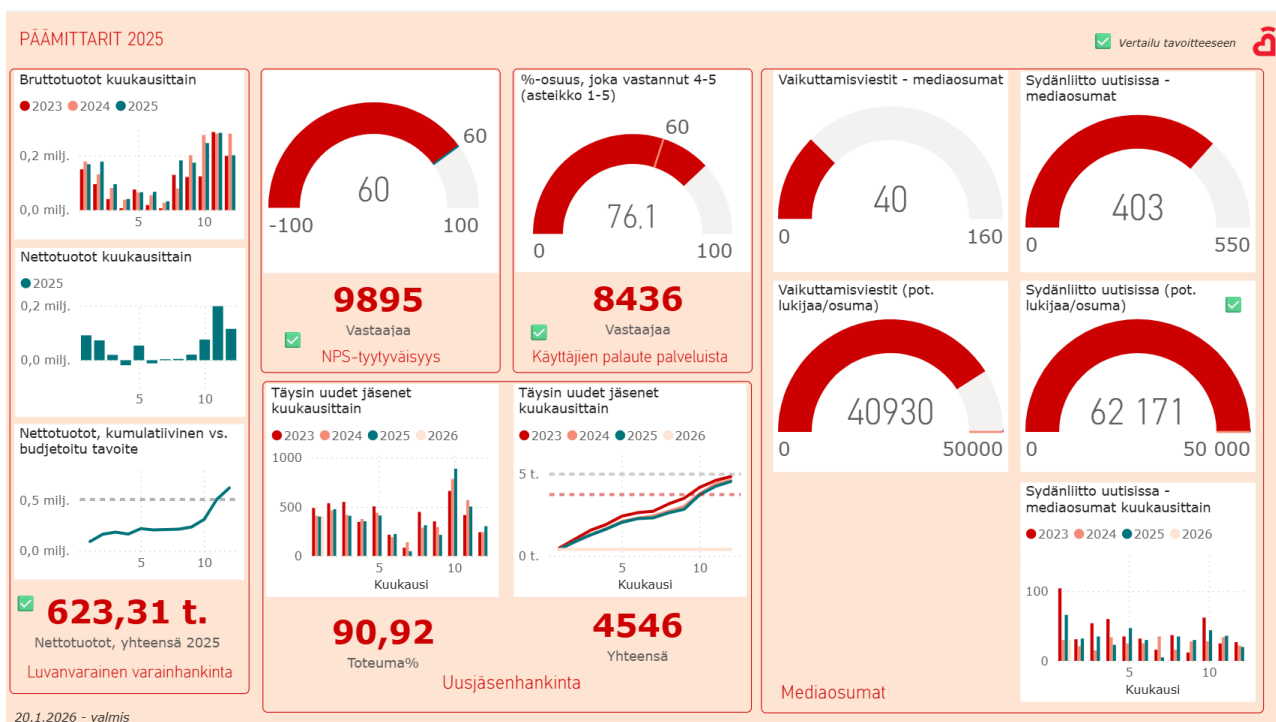 PÄÄMITTARIT 2025
Vertailu tavoitteeseen
Bruttotuotot kuukausittain
2023 2024 2025
0,2 milj.
0,0 milj.
5 10
Nettotuotot kuukausittain
2025
0,2 milj.
0,0 milj.
5 10
Nettotuotot, kumulatiivinen vs.
budjetoitu tavoite
0,5 milj.
0,0 milj.
5 10
623,31 t.
Nettotuotot, yhteensä 2025
Luvanvarainen varainhankinta
60
60
-100 100
9895
Vastaajaa
NPS-tyytyväisyys
%-osuus, joka vastannut 4-5
(asteikko 1-5)
60
76,1
0 100
8436
Vastaajaa
Käyttäjien palaute palveluista
Täysin uudet jäsenet
kuukausittain
2023 2024 2025 2026
1000
500
0
5 10
Kuukausi
90,92
Toteuma%
Täysin uudet jäsenet
kuukausittain
2023 2024 2025 2026
5 t.
0 t.
5 10
Kuukausi
4546
Yhteensä
Uusjäsenhankinta
Vaikuttamisviestit - mediaosumat
40
0 160
Sydänliitto uutisissa -
mediaosumat
403
0 550
Vaikuttamisviestit (pot.
lukijaa/osuma)
40930
0 50000
Sydänliitto uutisissa (pot.
lukijaa/osuma)
62 171
0 50 000
Sydänliitto uutisissa -
mediaosumat kuukausittain
2023 2024 2025 2026
100
0
5 10
Kuukausi
Mediaosumat
20.1.2026 - valmis